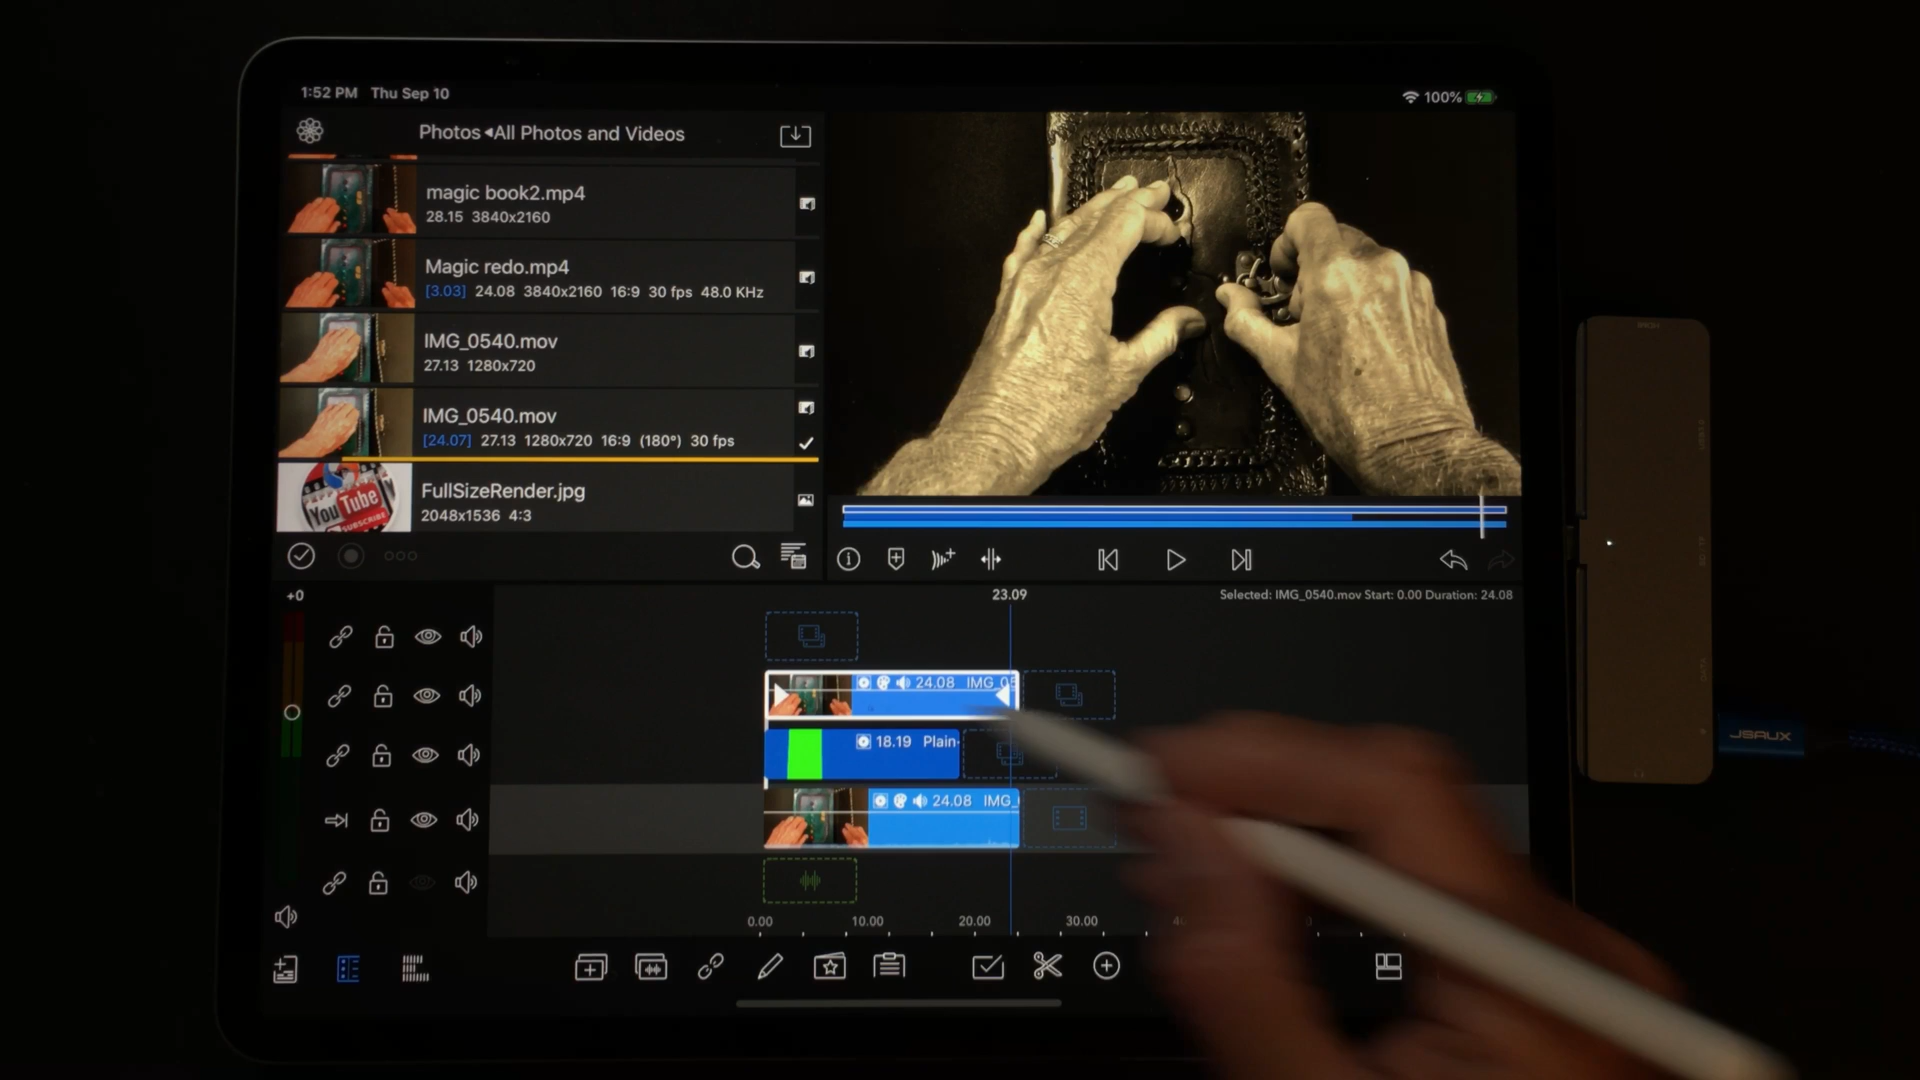 1:52 PM Thu Sep 10
100%
Photos ◂All Photos and Videos
magic book2.mp4
28.15 3840x2160
Magic redo.mp4
[3.03] 24.08 3840x2160 16:9 30 fps 48.0 KHz
IMG_0540.mov
27.13 1280x720
IMG_0540.mov
[24.07] 27.13 1280x720 16:9 (180°) 30 fps
You Tube
SUBSCRIBE
FullSizeRender.jpg
2048x1536 4:3
+0
23.09
Selected: IMG_0540.mov Start: 0.00 Duration: 24.08
24.08 IMG_05
18.19 Plain-
24.08 IMG_
0.00 10.00 20.00 30.00
JSAUX